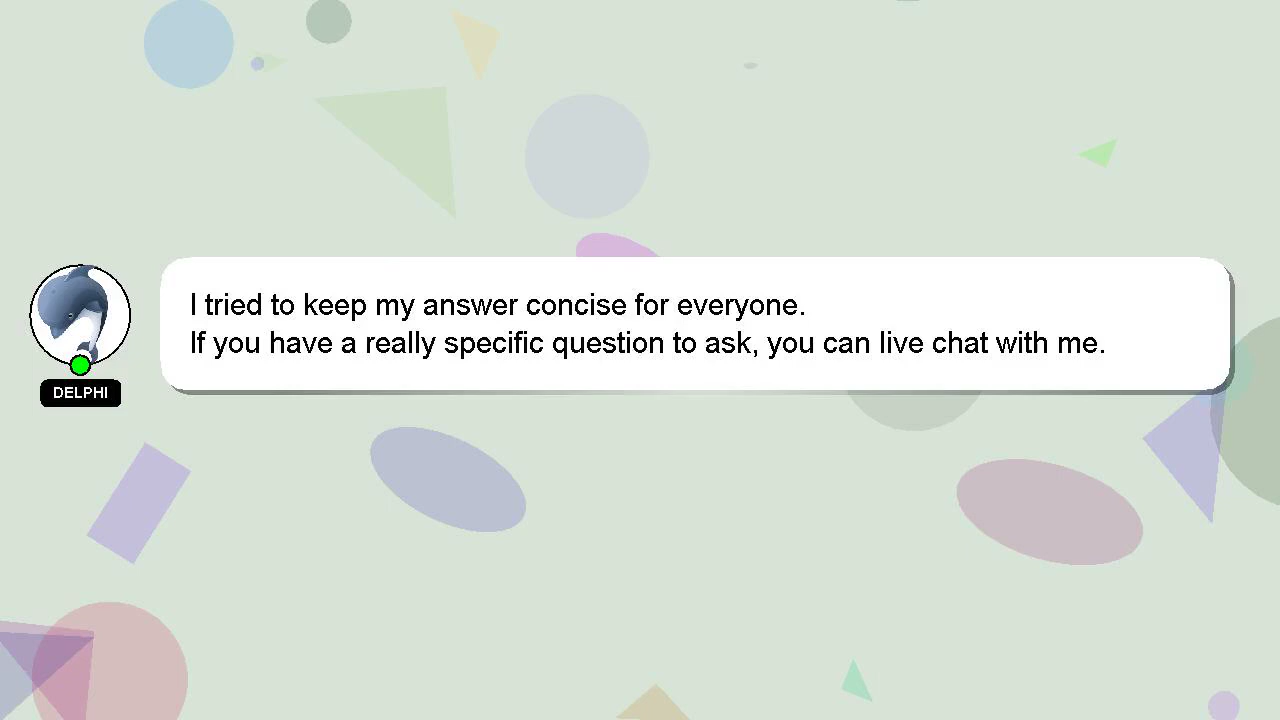 I tried to keep my answer concise for everyone.
If you have a really specific question to ask, you can live chat with me.
DELPHI